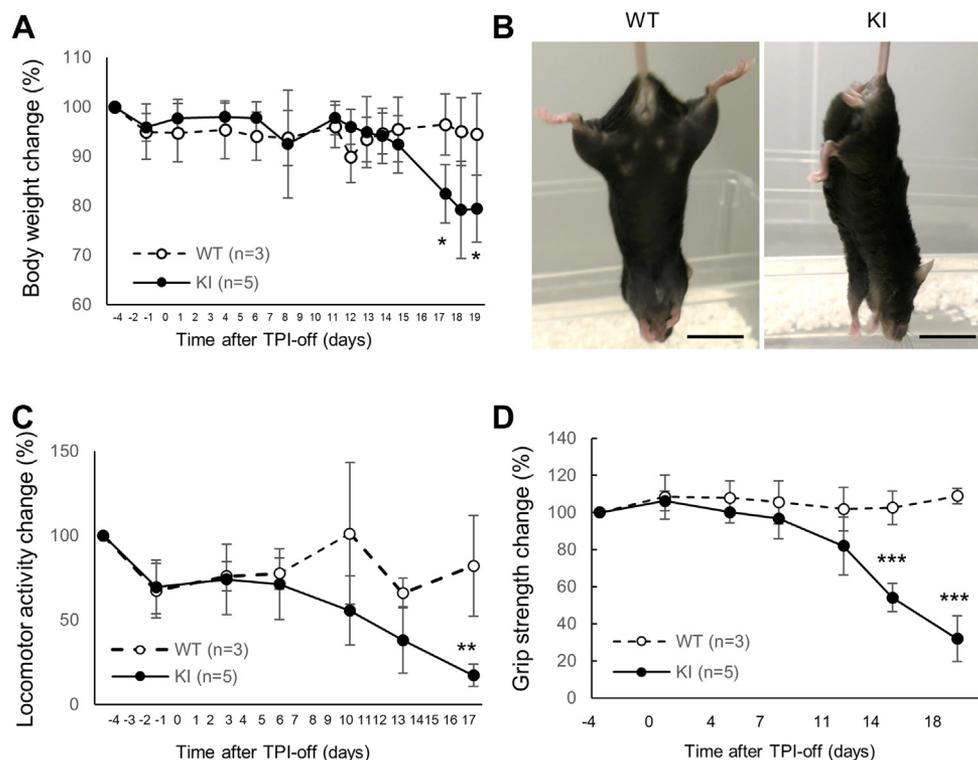 A
Body weight change (%)
110
100
90
80
70
60
WT (n=3)
KI (n=5)
*
*
-4 -2 -1 0 1 2 3 4 5 6 7 8 9 10 11 12 13 14 15 16 17 18 19
Time after TPI-off (days)
B
WT
KI
C
Locomotor activity change (%)
150
100
50
0
WT (n=3)
KI (n=5)
**
-4 -3 -2 -1 0 1 2 3 4 5 6 7 8 9 10 11 12 13 14 15 16 17
Time after TPI-off (days)
D
Grip strength change (%)
140
120
100
80
60
40
20
0
WT (n=3)
KI (n=5)
***
***
-4 0 4 7 11 14 18
Time after TPI-off (days)